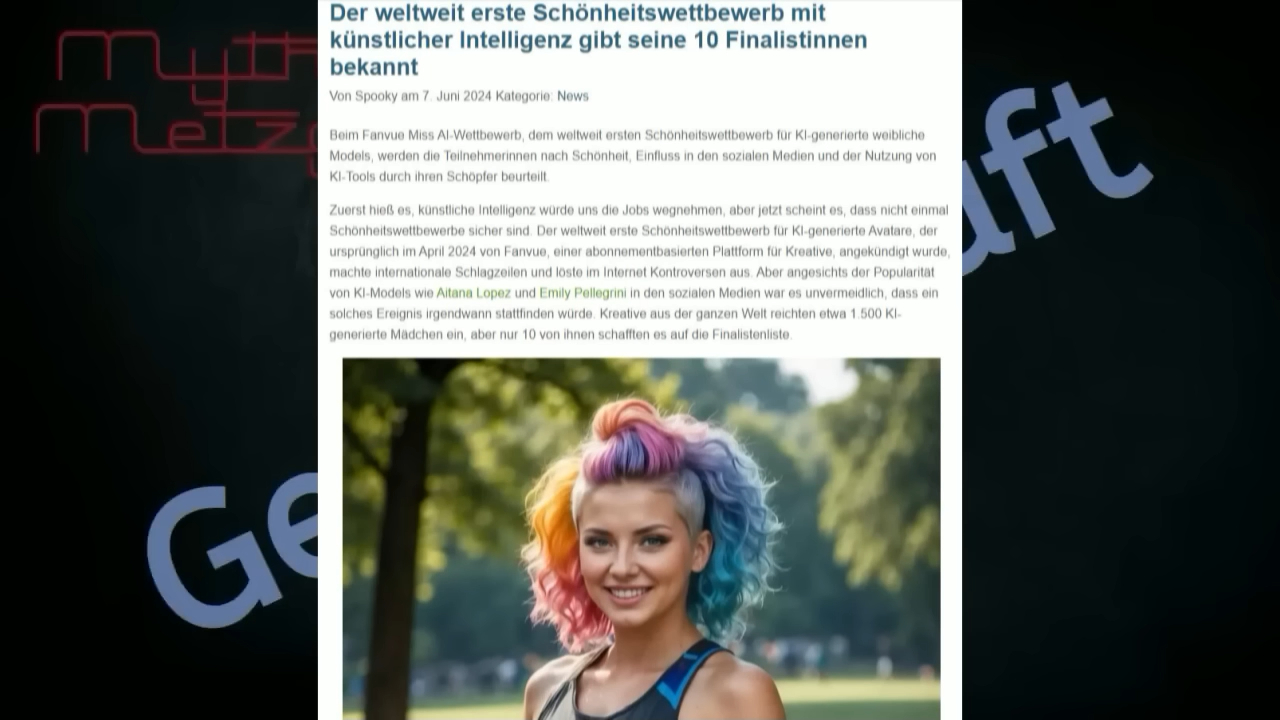 Der weltweit erste Schönheitswettbewerb mit
künstlicher Intelligenz gibt seine 10 Finalistinnen
bekannt
Von Spooky am 7. Juni 2024 Kategorie: News
Beim Fanvue Miss AI-Wettbewerb, dem weltweit ersten Schönheitswettbewerb für KI-generierte weibliche
Models, werden die Teilnehmerinnen nach Schönheit, Einfluss in den sozialen Medien und der Nutzung von
KI-Tools durch ihren Schöpfer beurteilt.
Zuerst hieß es, künstliche Intelligenz würde uns die Jobs wegnehmen, aber jetzt scheint es, dass nicht einmal
Schönheitswettbewerbe sicher sind. Der weltweit erste Schönheitswettbewerb für KI-generierte Avatare, der
ursprünglich im April 2024 von Fanvue, einer abonnementbasierten Plattform für Kreative, angekündigt wurde,
machte internationale Schlagzeilen und löste im Internet Kontroversen aus. Aber angesichts der Popularität
von KI-Models wie Aitana Lopez und Emily Pellegrini in den sozialen Medien war es unvermeidlich, dass ein
solches Ereignis irgendwann stattfinden würde. Kreative aus der ganzen Welt reichten etwa 1.500 KI-
generierte Mädchen ein, aber nur 10 von ihnen schafften es auf die Finalistenliste.